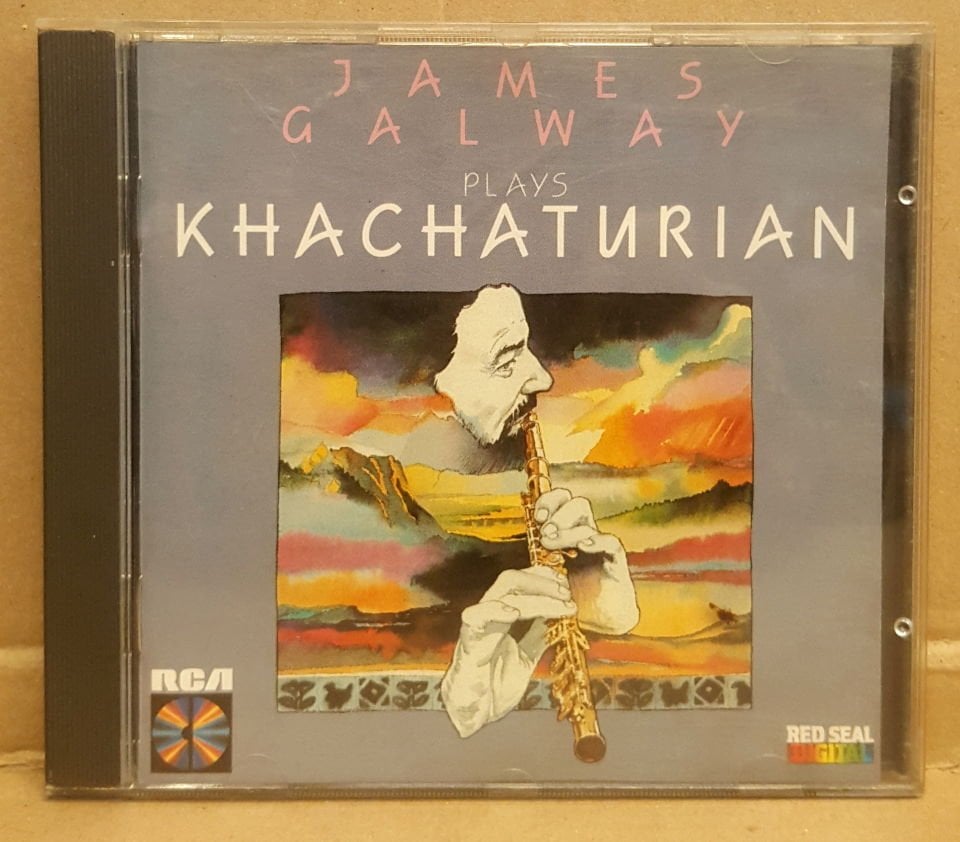 JAMES
GALWAY
PLAYS
KHACHATURIAN
RCA
RED SEAL
DIGITAL